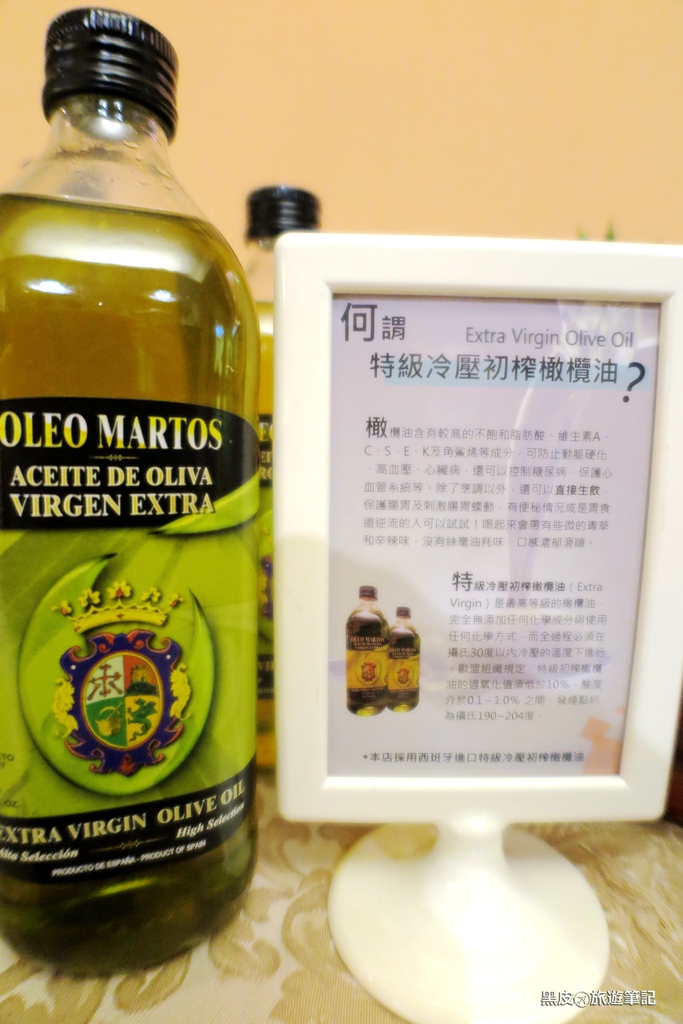 OLEO MARTOS
ACEITE DE OLIVA
VIRGEN EXTRA
EXTRA VIRGIN OLIVE OIL
High Selection
Alta Selección
PRODUCTO DE ESPAÑA - PRODUCT OF SPAIN
何謂 Extra Virgin Olive Oil
特級冷壓初榨橄欖油?
橄欖油含有較高的不飽和脂肪酸、維生素A、
C、S、E、K及角鯊烯等成分,可防止動脈硬化
、高血壓、心臟病,還可以控制糖尿病、保護心
血管系統等。除了烹調以外,還可以直接生飲,
保護腸胃及刺激腸胃蠕動,有便秘情況或是胃食
道逆流的人可以試試!喝起來會帶有些微的青草
和辛辣味,沒有絲毫油耗味,口感濃郁滑順。
特級冷壓初榨橄欖油(Extra
Virgin)是最高等級的橄欖油,
完全無添加任何化學成分與使用
任何化學方式,而全過程必須在
攝氏30度以內冷壓的溫度下進行。
歐盟組織規定,特級初榨橄欖
油的過氧化值須低於10%,酸度
介於0.1~1.0% 之間,發煙點約
為攝氏190~204度。
OLEO MARTOS
*本店採用西班牙進口特級冷壓初榨橄欖油
黑皮旅遊筆記